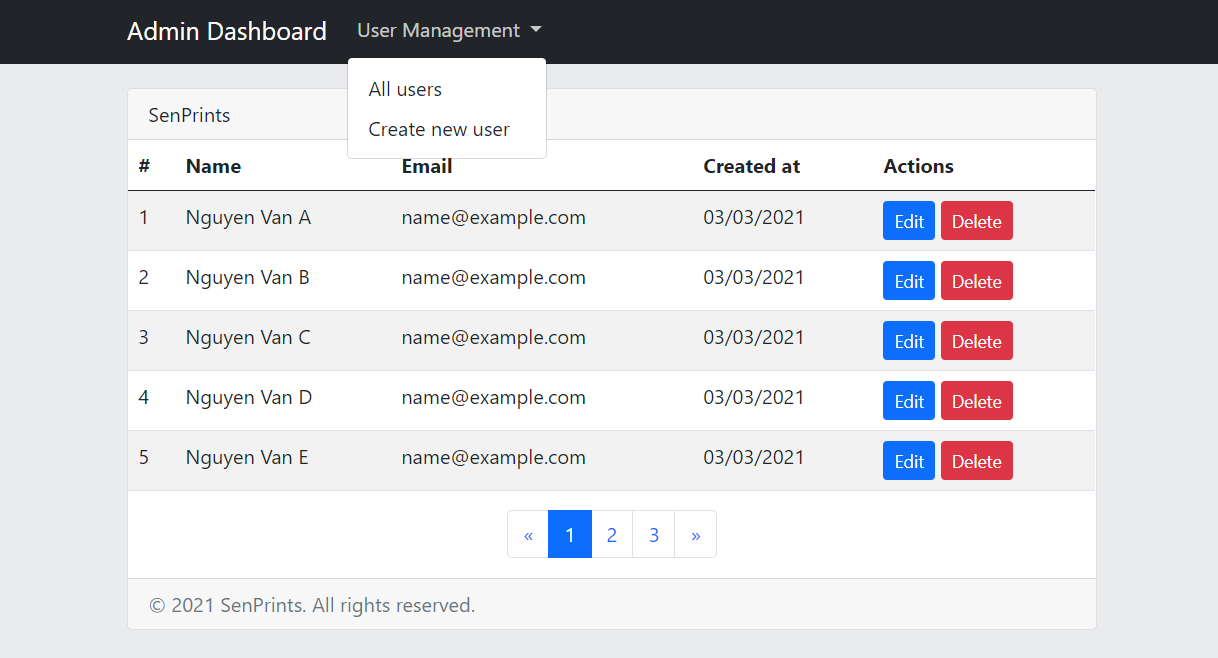 Admin Dashboard User Management
All users
Create new user
SenPrints
# Name Email Created at Actions
1 Nguyen Van A name@example.com 03/03/2021 Edit Delete
2 Nguyen Van B name@example.com 03/03/2021 Edit Delete
3 Nguyen Van C name@example.com 03/03/2021 Edit Delete
4 Nguyen Van D name@example.com 03/03/2021 Edit Delete
5 Nguyen Van E name@example.com 03/03/2021 Edit Delete
« 1 2 3 »
© 2021 SenPrints. All rights reserved.